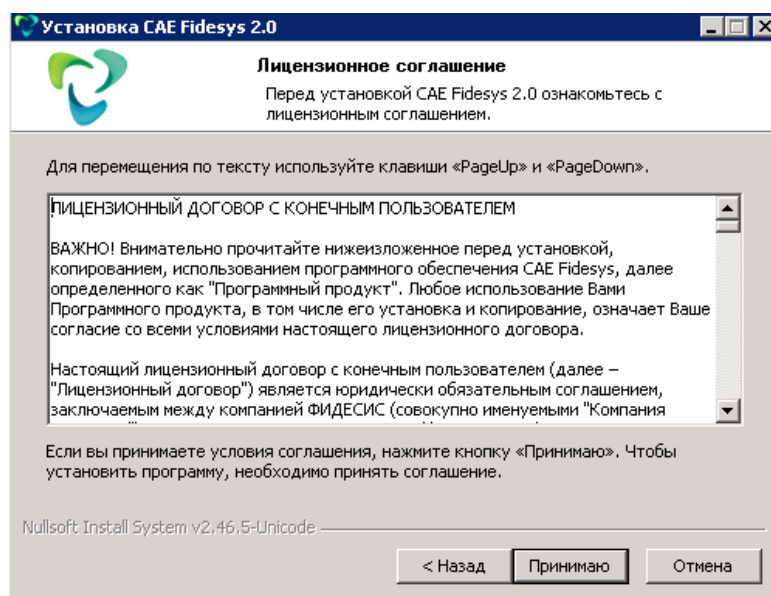 Установка CAE Fidesys 2.0
Лицензионное соглашение
Перед установкой CAE Fidesys 2.0 ознакомьтесь с
лицензионным соглашением.
Для перемещения по тексту используйте клавиши «PageUp» и «PageDown».
ЛИЦЕНЗИОННЫЙ ДОГОВОР С КОНЕЧНЫМ ПОЛЬЗОВАТЕЛЕМ
ВАЖНО! Внимательно прочитайте нижеизложенное перед установкой,
копированием, использованием программного обеспечения CAE Fidesys, далее
определенного как "Программный продукт". Любое использование Вами
Программного продукта, в том числе его установка и копирование, означает Ваше
согласие со всеми условиями настоящего лицензионного договора.
Настоящий лицензионный договор с конечным пользователем (далее –
"Лицензионный договор") является юридически обязательным соглашением,
заключаемым между компанией ФИДЕСИС (совокупно именуемыми "Компания
Если вы принимаете условия соглашения, нажмите кнопку «Принимаю». Чтобы
установить программу, необходимо принять соглашение.
Nullsoft Install System v2.46.5-Unicode
< Назад
Принимаю
Отмена